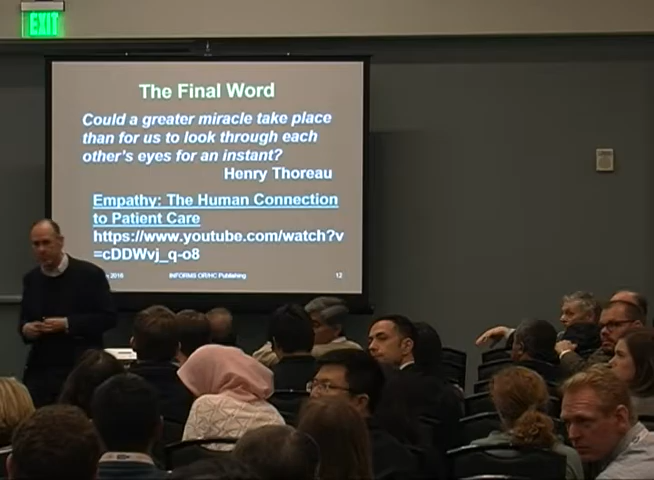 EXIT
The Final Word
Could a greater miracle take place
than for us to look through each
other's eyes for an instant?
Henry Thoreau
Empathy: The Human Connection
to Patient Care
https://www.youtube.com/watch?v
=cDDWvj_q-o8
2016 INFORMS OR/HC Publishing 12